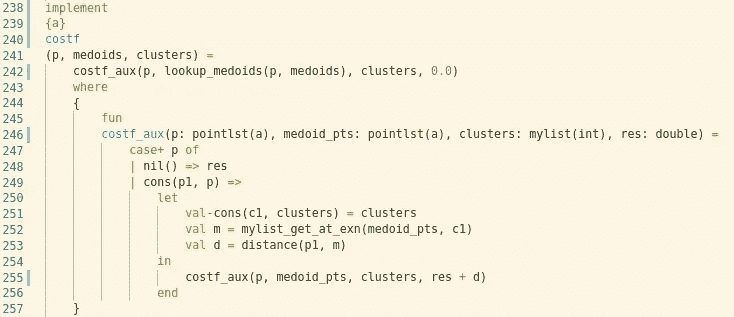 238 implement
239 {a}
240 costf
241 (p, medoids, clusters) =
242     costf_aux(p, lookup_medoids(p, medoids), clusters, 0.0)
243     where
244     {
245         fun
246         costf_aux(p: pointlst(a), medoid_pts: pointlst(a), clusters: mylist(int), res: double) =
247             case+ p of
248             | nil() => res
249             | cons(p1, p) =>
250                 let
251                     val-cons(c1, clusters) = clusters
252                     val m = mylist_get_at_exn(medoid_pts, c1)
253                     val d = distance(p1, m)
254                 in
255                     costf_aux(p, medoid_pts, clusters, res + d)
256                 end
257     }